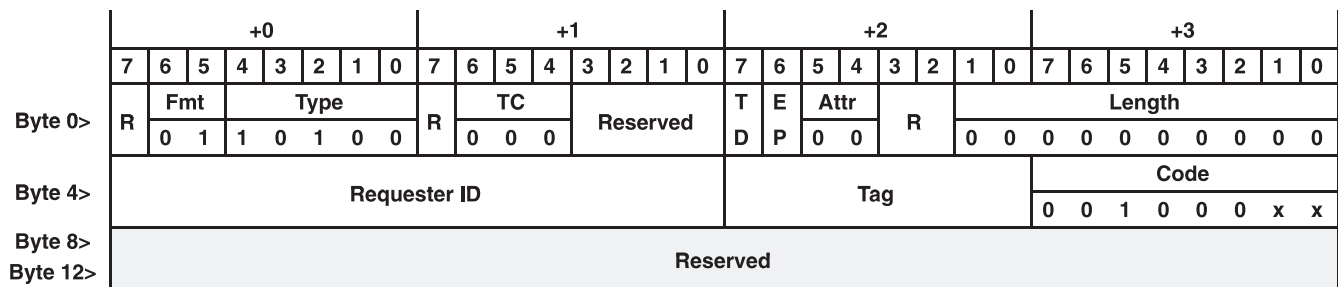 +0 +1 +2 +3
7 6 5 4 3 2 1 0 7 6 5 4 3 2 1 0 7 6 5 4 3 2 1 0 7 6 5 4 3 2 1 0
Byte 0> R Fmt Type R TC Reserved T E Attr R Length
0 1 1 0 1 0 0 0 0 0 D P 0 0 0 0 0 0 0 0 0 0 0 0
Byte 4> Requester ID Tag Code
0 0 1 0 0 0 x x
Byte 8>
Reserved
Byte 12>